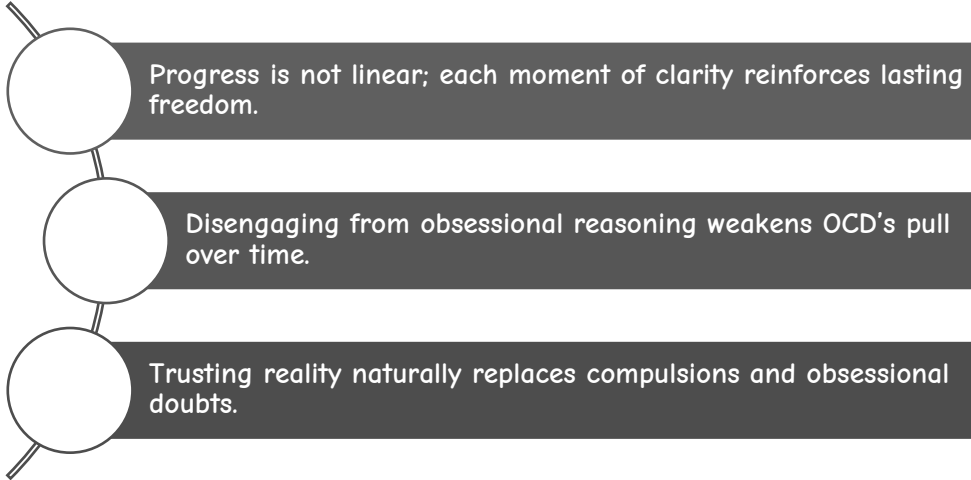 Progress is not linear; each moment of clarity reinforces lasting
freedom.
Disengaging from obsessional reasoning weakens OCD's pull
over time.
Trusting reality naturally replaces compulsions and obsessional
doubts.